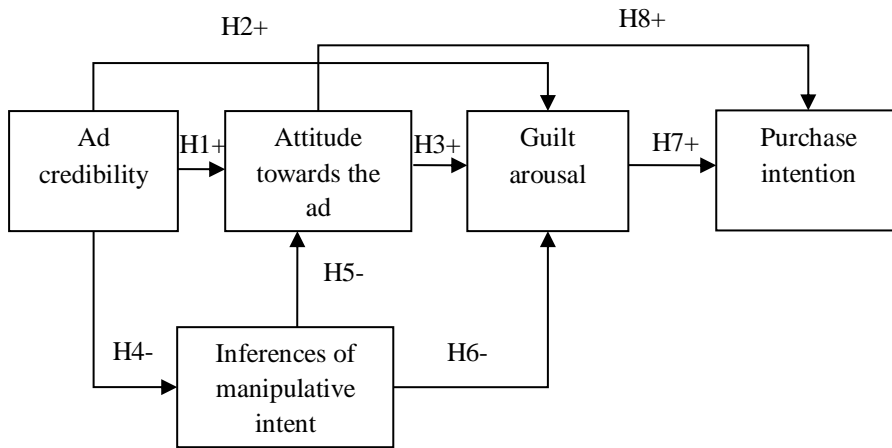 H2+
H8+
Ad
credibility
H1+
Attitude
towards the
ad
H3+
Guilt
arousal
H7+
Purchase
intention
H5-
H4-
Inferences of
manipulative
intent
H6-